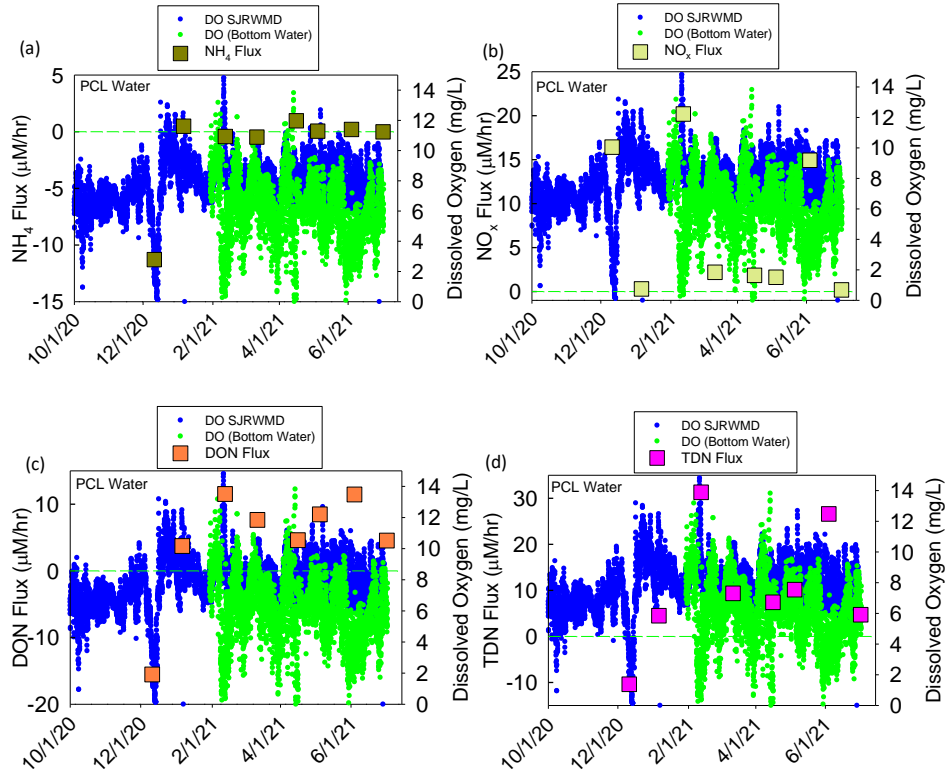 (a)
DO SJRWMD
DO (Bottom Water)
NH4 Flux
PCL Water
NH4 Flux (μM/hr)
5
0
-5
-10
-15
Dissolved Oxygen (mg/L)
14
12
10
8
6
4
2
0
10/1/20
12/1/20
2/1/21
4/1/21
6/1/21
(b)
DO SJRWMD
DO (Bottom Water)
NOx Flux
PCL Water
NOx Flux (μM/hr)
25
20
15
10
5
0
Dissolved Oxygen (mg/L)
14
12
10
8
6
4
2
0
10/1/20
12/1/20
2/1/21
4/1/21
6/1/21
(c)
DO SJRWMD
DO (Bottom Water)
DON Flux
PCL Water
DON Flux (μM/hr)
10
0
-10
-20
Dissolved Oxygen (mg/L)
14
12
10
8
6
4
2
0
10/1/20
12/1/20
2/1/21
4/1/21
6/1/21
(d)
DO SJRWMD
DO (Bottom Water)
TDN Flux
PCL Water
TDN Flux (μM/hr)
30
20
10
0
-10
Dissolved Oxygen (mg/L)
14
12
10
8
6
4
2
0
10/1/20
12/1/20
2/1/21
4/1/21
6/1/21